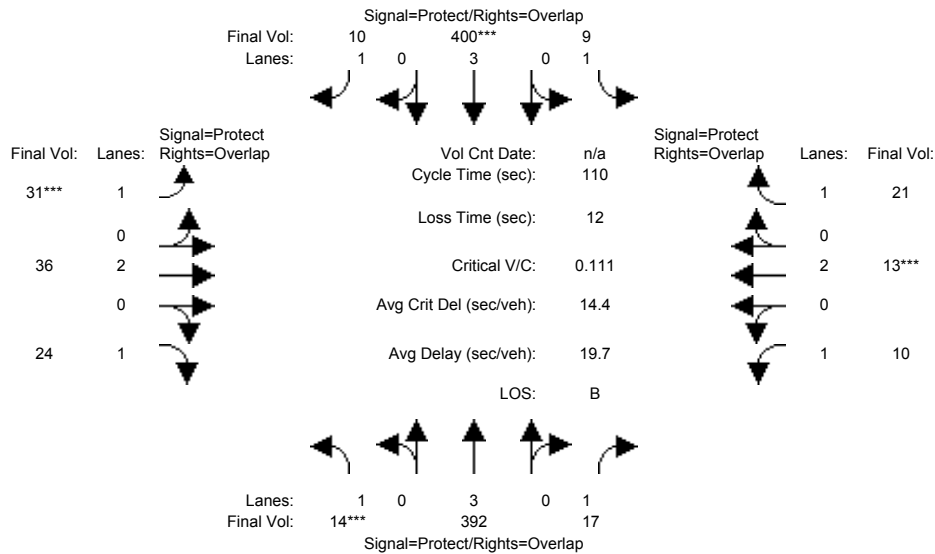 Signal=Protect/Rights=Overlap
Final Vol: 10 400*** 9
Lanes: 1 0 3 0 1
Signal=Protect
Rights=Overlap
Final Vol: Lanes:
Vol Cnt Date: n/a
Signal=Protect
Rights=Overlap
Lanes: Final Vol:
Cycle Time (sec): 110
31*** 1
1 21
Loss Time (sec): 12
0
0
36 2
Critical V/C: 0.111
2 13***
0
Avg Crit Del (sec/veh): 14.4
0
24 1
Avg Delay (sec/veh): 19.7
1 10
LOS: B
Lanes: 1 0 3 0 1
Final Vol: 14*** 392 17
Signal=Protect/Rights=Overlap